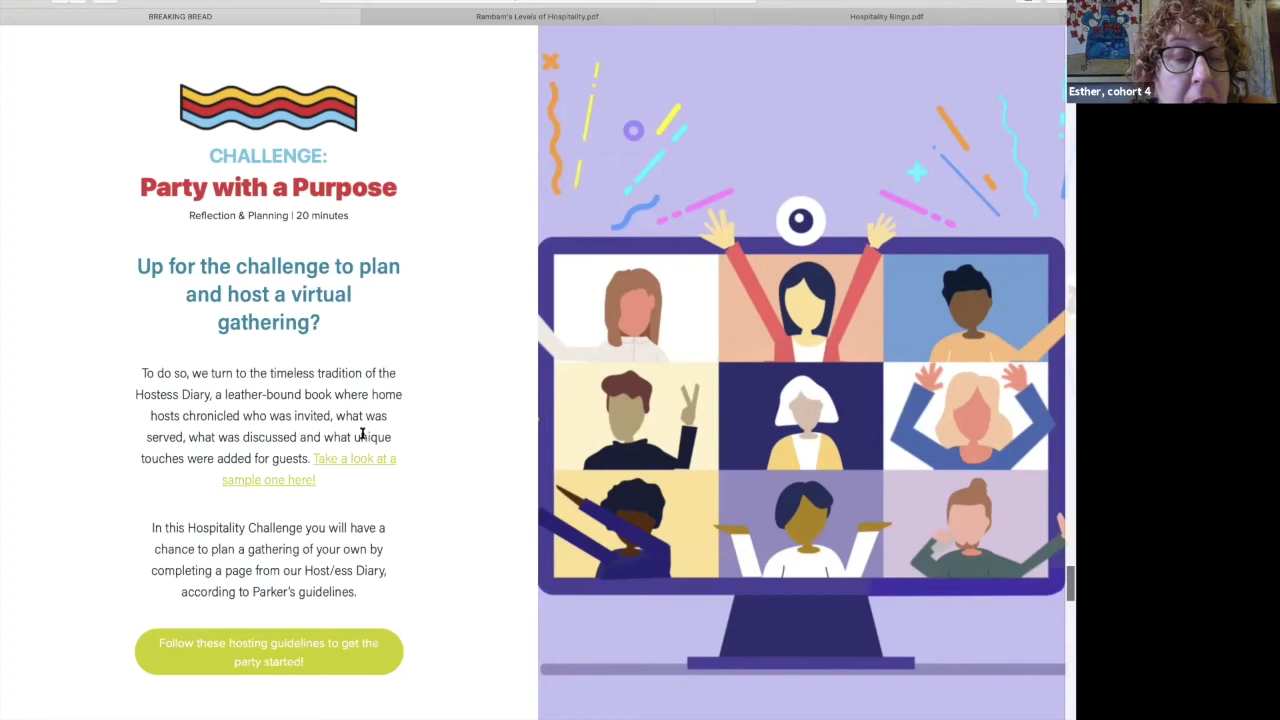 BREAKING BREAD
Rambam's Levels of Hospitality.pdf
Hospitality Bingo.pdf
Esther, cohort 4
CHALLENGE:
Party with a Purpose
Reflection & Planning | 20 minutes
Up for the challenge to plan
and host a virtual
gathering?
To do so, we turn to the timeless tradition of the
Hostess Diary, a leather-bound book where home
hosts chronicled who was invited, what was
served, what was discussed and what unique
touches were added for guests. Take a look at a
sample one here!
In this Hospitality Challenge you will have a
chance to plan a gathering of your own by
completing a page from our Host/ess Diary,
according to Parker's guidelines.
Follow these hosting guidelines to get the
party started!